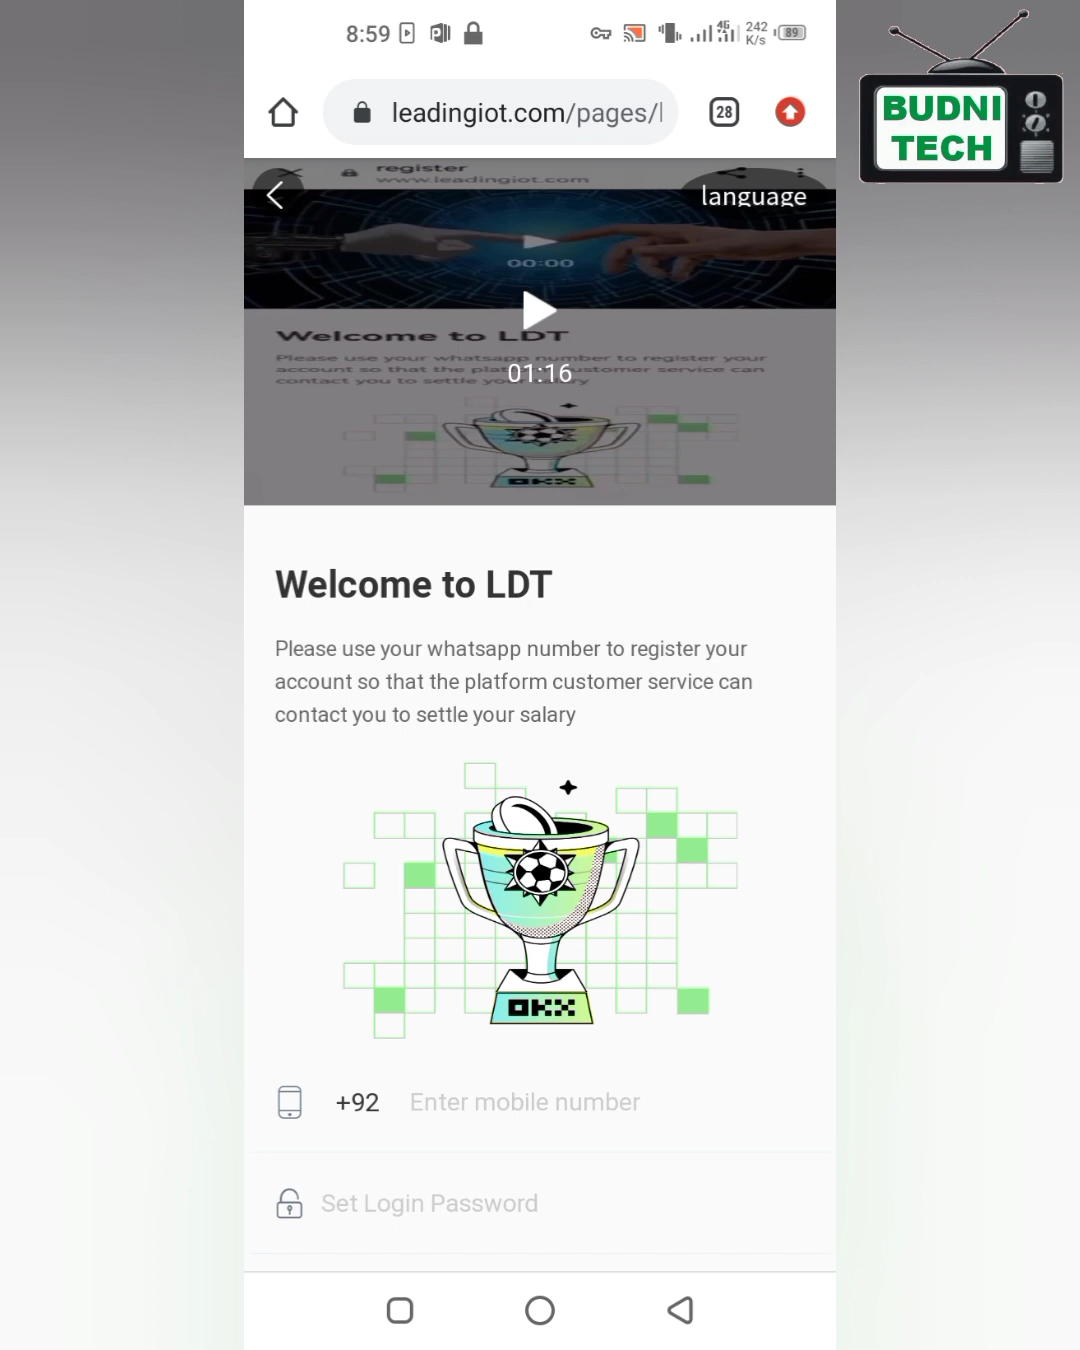 8:59
4G
242
K/s
89
leadingiot.com/pages/l
28
BUDNI
TECH
register
www.leadingiot.com
language
00:00
Welcome to LDT
Please use your whatsapp number to register your
account so that the platform customer service can
contact you to settle your salary
01:16
OKX
Welcome to LDT
Please use your whatsapp number to register your
account so that the platform customer service can
contact you to settle your salary
OKX
+92 Enter mobile number
Set Login Password